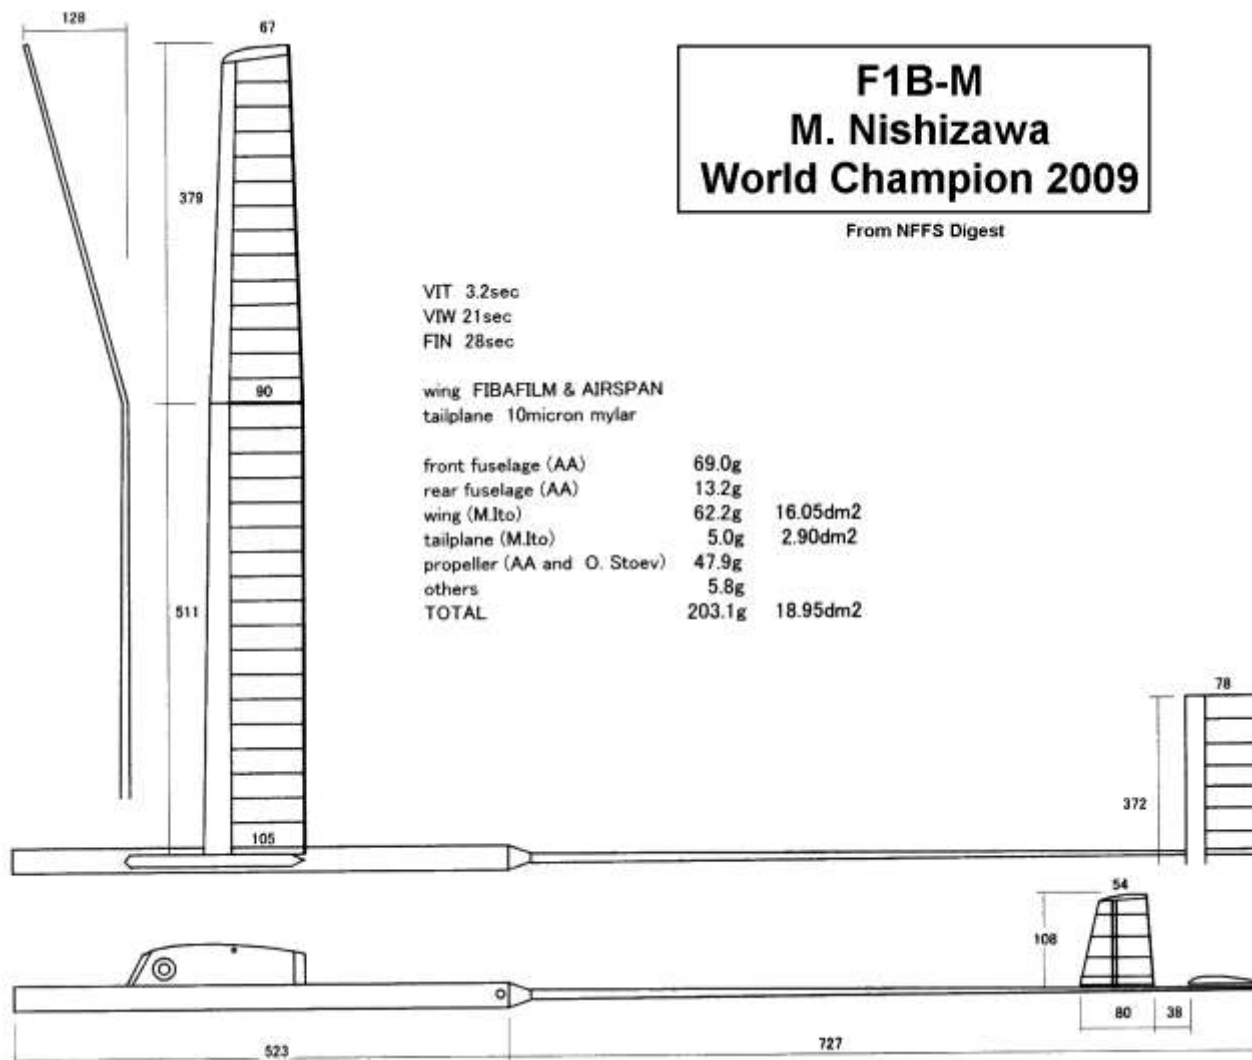 128
67
F1B-M
M. Nishizawa
World Champion 2009
From NFFS Digest
379
VIT 3.2sec
VIW 21sec
FIN 28sec
90
wing FIBAFILM & AIRSPAN
tailplane 10micron mylar
front fuselage (AA) 69.0g
rear fuselage (AA) 13.2g
wing (M.Ito) 62.2g 16.05dm2
tailplane (M.Ito) 5.0g 2.90dm2
propeller (AA and O. Stoev) 47.9g
others 5.8g
TOTAL 203.1g 18.95dm2
511
78
372
105
54
108
80 38
523
727